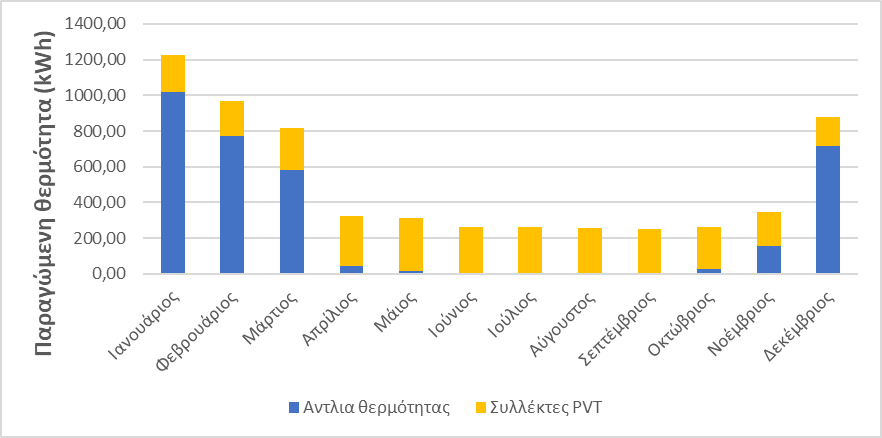 Παραγώμενη θερμότητα (kWh)
1400,00
1200,00
1000,00
800,00
600,00
400,00
200,00
0,00
Ιανουάριος
Φεβρουάριος
Μάρτιος
Απρίλιος
Μάιος
Ιούνιος
Ιούλιος
Αύγουστος
Σεπτέμβριος
Οκτώβριος
Νοέμβριος
Δεκέμβριος
Αντλια θερμότητας
Συλλέκτες PVT